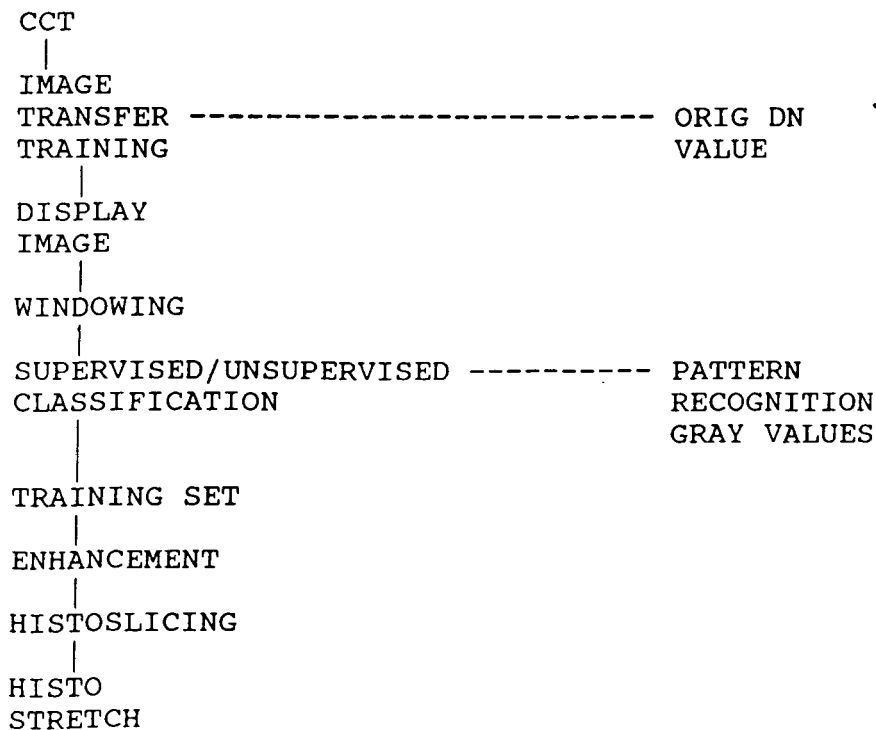 CCT
IMAGE
TRANSFER ------------------------- ORIG DN
TRAINING VALUE
DISPLAY
IMAGE
WINDOWING
SUPERVISED/UNSUPERVISED ---------- PATTERN
CLASSIFICATION RECOGNITION
GRAY VALUES
TRAINING SET
ENHANCEMENT
HISTOSLICING
HISTO
STRETCH